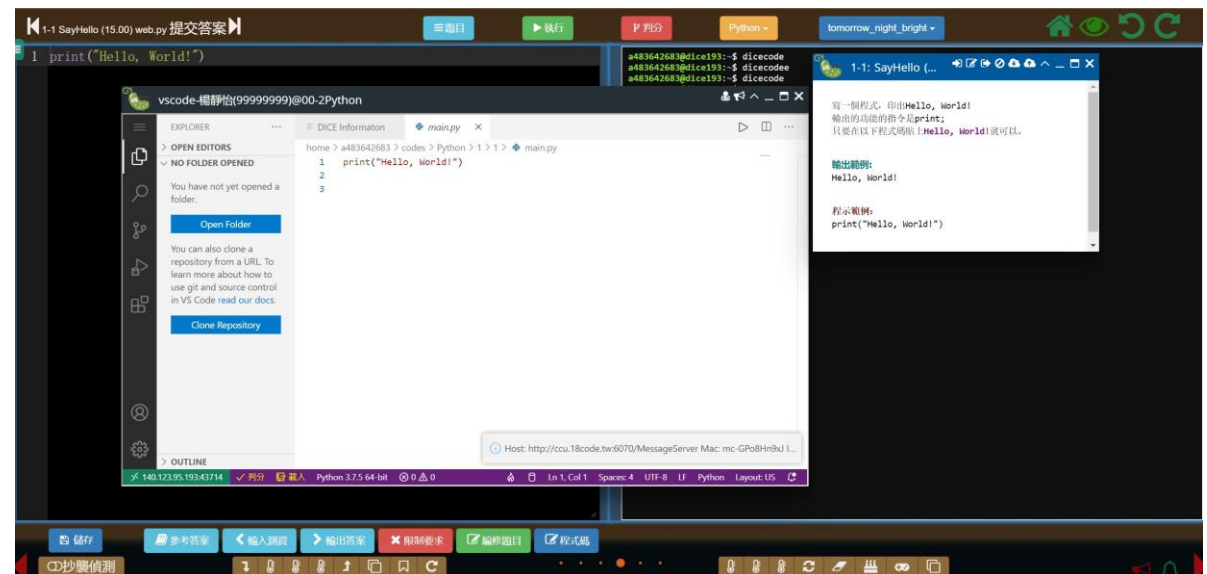 1-1 SayHello (15.00) web.py 提交答案
題目
執行
判分
Python
tomorrow_night_bright
1 print("Hello, World!")
a483642683@dice193:~$ dicecode
a483642683@dice193:~$ dicecodee
a483642683@dice193:~$ dicecode
vscode-楊靜怡(99999999)@00-2Python
EXPLORER
DICE Informaton
main.py
OPEN EDITORS
home > a483642683 > codes > Python > 1 > 1 > main.py
NO FOLDER OPENED
1 print("Hello, World!")
2
3
You have not yet opened a
folder.
Open Folder
You can also clone a
repository from a URL. To
learn more about how to
use git and source control
in VS Code read our docs.
Clone Repository
OUTLINE
Host: http://ccu.18code.tw:6070/MessageServer Mac: mc-GPo8Hn9xJ I...
140.123.95.193:43714 判分 載入 Python 3.7.5 64-bit 0 0 Ln 1, Col 1 Spaces: 4 UTF-8 LF Python Layout: US
1-1: SayHello (...
寫一個程式，印出Hello, World!
輸出的功能的指令是print;
只要在以下程式碼貼上Hello, World!就可以。
輸出範例:
Hello, World!
程示範例:
print("Hello, World!")
儲存
參考答案
輸入測資
輸出答案
限制要求
編修題目
程式碼
抄襲偵測